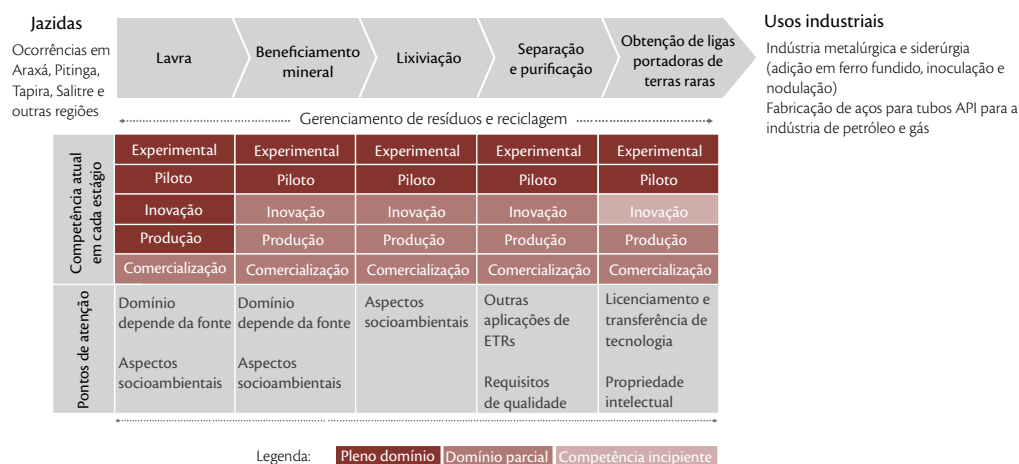 Jazidas
Ocorrências em
Araxá, Pitinga,
Tapira, Salitre e
outras regiões
Lavra
Beneficiamento
mineral
Lixiviação
Separação
e purificação
Obtenção de ligas
portadoras de
terras raras
Usos industriais
Indústria metalúrgica e siderúrgia
(adição em ferro fundido, inoculação e
nodulação)
Fabricação de aços para tubos API para a
indústria de petróleo e gás
Gerenciamento de resíduos e reciclagem
Competência atual
em cada estágio
Experimental
Experimental
Experimental
Experimental
Experimental
Piloto
Piloto
Piloto
Piloto
Piloto
Inovação
Inovação
Inovação
Inovação
Inovação
Produção
Produção
Produção
Produção
Produção
Comercialização
Comercialização
Comercialização
Comercialização
Comercialização
Pontos de atenção
Domínio
depende da fonte
Aspectos
socioambientais
Domínio
depende da fonte
Aspectos
socioambientais
Aspectos
socioambientais
Outras
aplicações de
ETRs
Requisitos
de qualidade
Licenciamento e
transferência de
tecnologia
Propriedade
intelectual
Legenda:
Pleno domínio
Domínio parcial
Competência incipiente